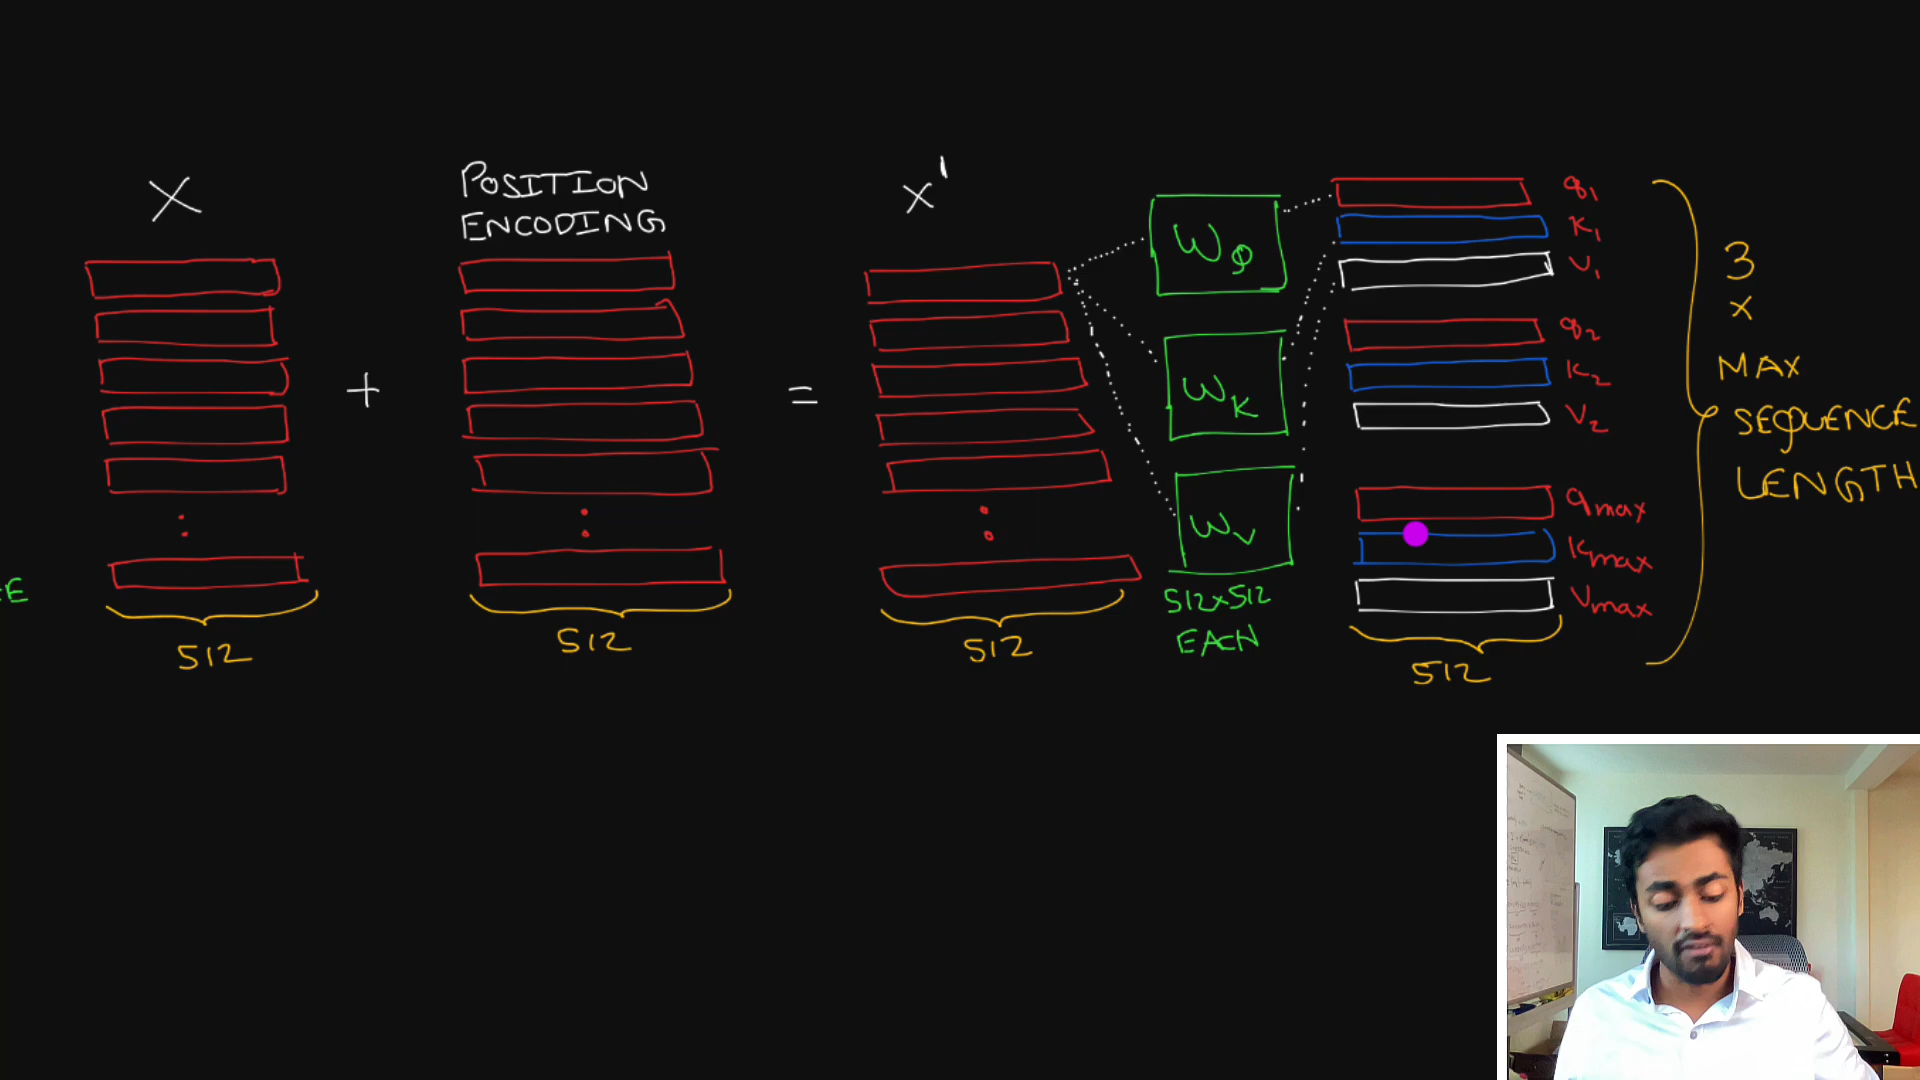 X
POSITION
ENCODING
X'
+
=
WQ
WK
WV
512x512
EACH
q1
K1
V1
q2
K2
V2
qmax
Kmax
Vmax
3
X
MAX
SEQUENCE
LENGTH
512
512
512
512